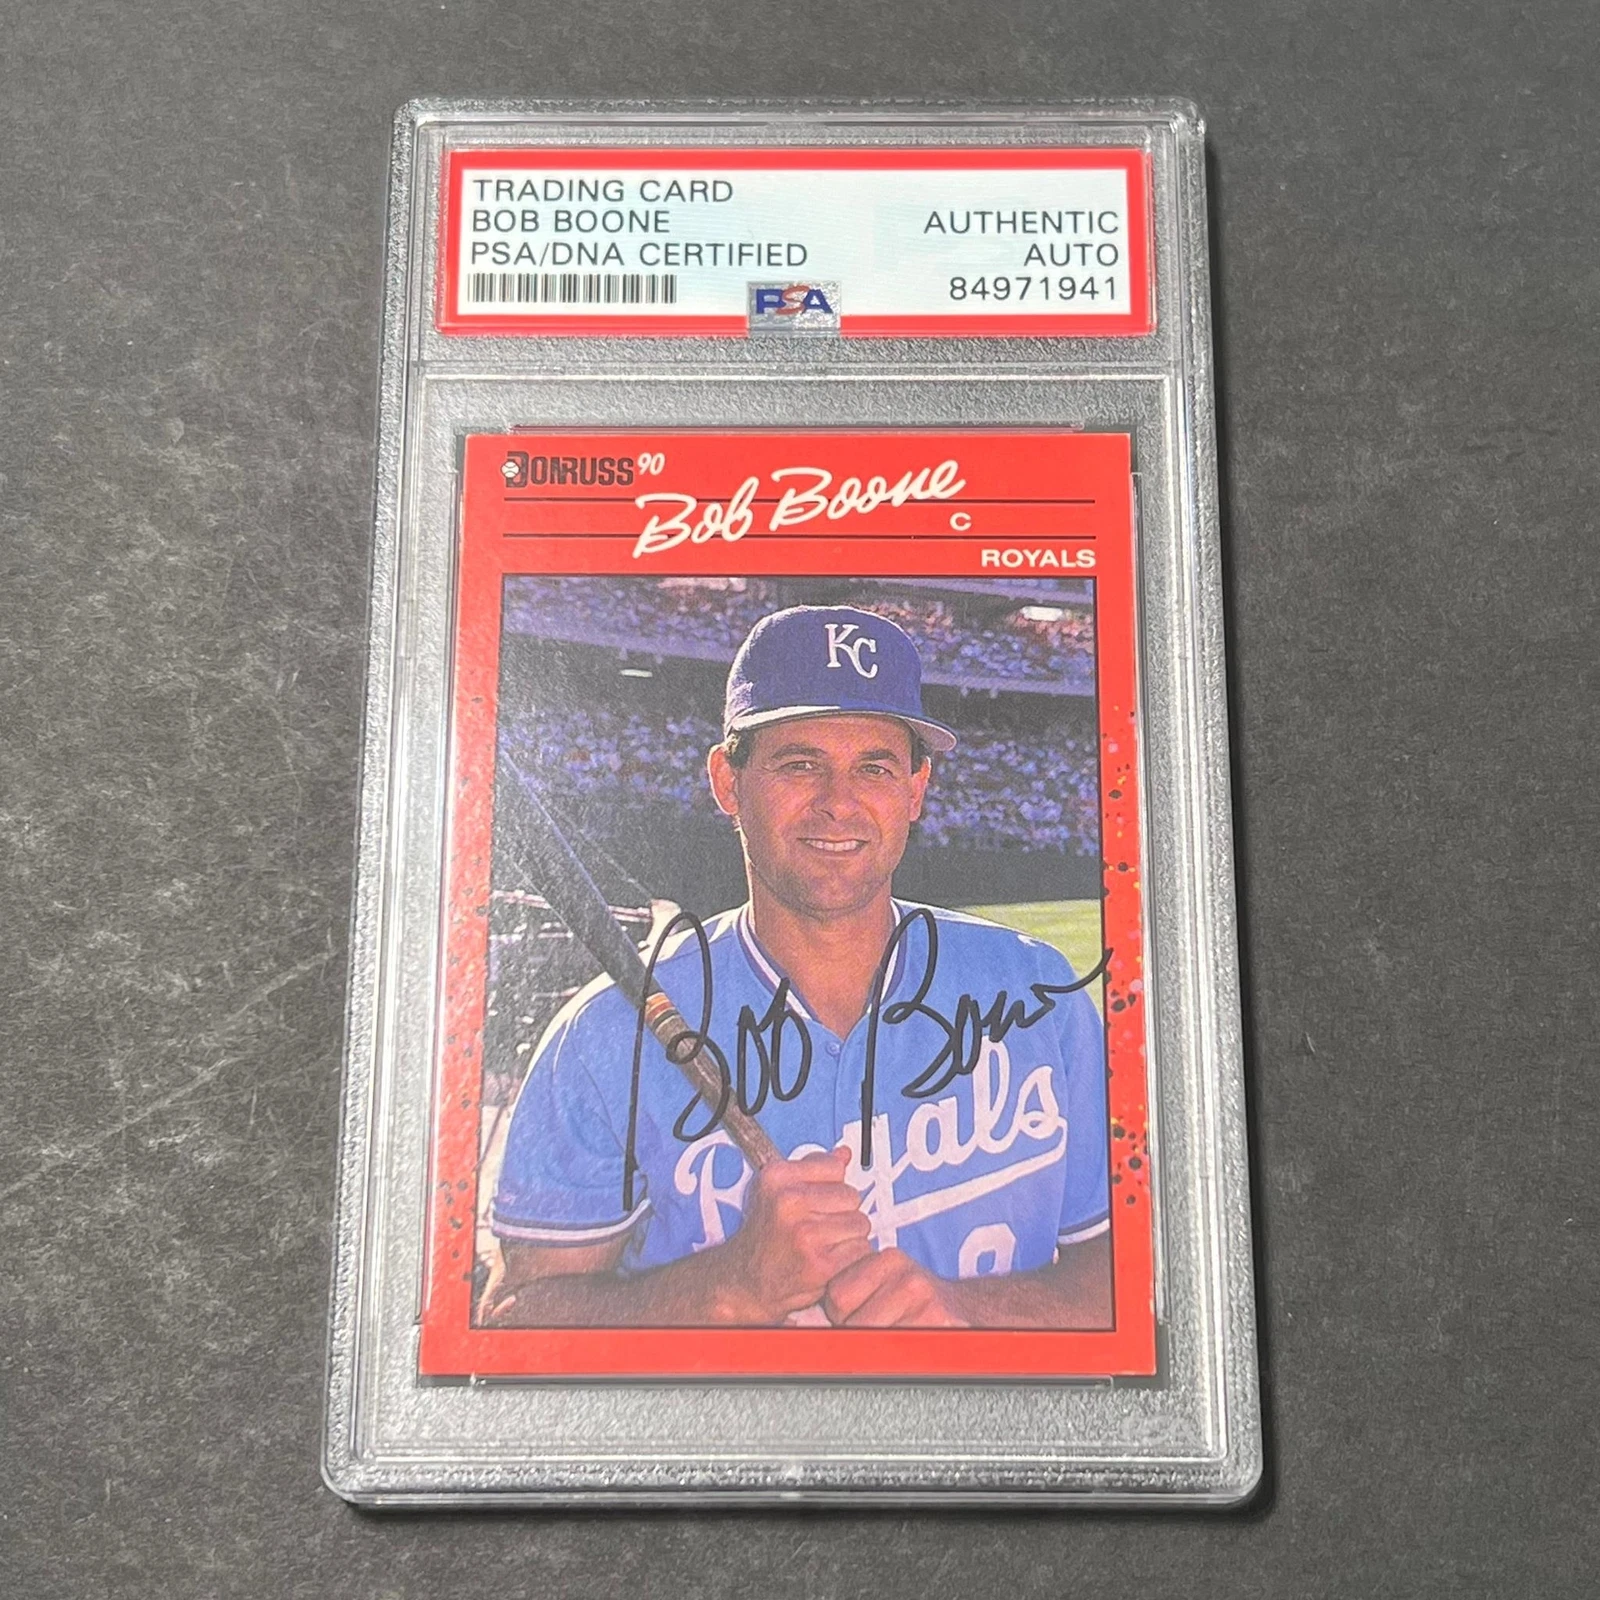 TRADING CARD
BOB BOONE
PSA/DNA CERTIFIED
AUTHENTIC
AUTO
84971941
PSA
DONRUSS 90
Bob Boone
C
ROYALS
KC
Bob Boone
Royals